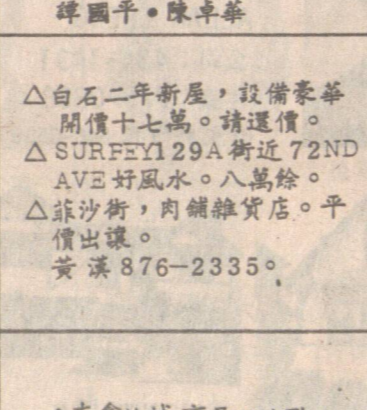 譚國平•陳卓華
△白石二年新屋,設備豪華
開價十七萬。請還價。
△SURFEY129A街近72ND
AVE好風水。八萬餘。
△菲沙街,肉鋪雜貨店。平
價出讓。
黃漢876—2335。